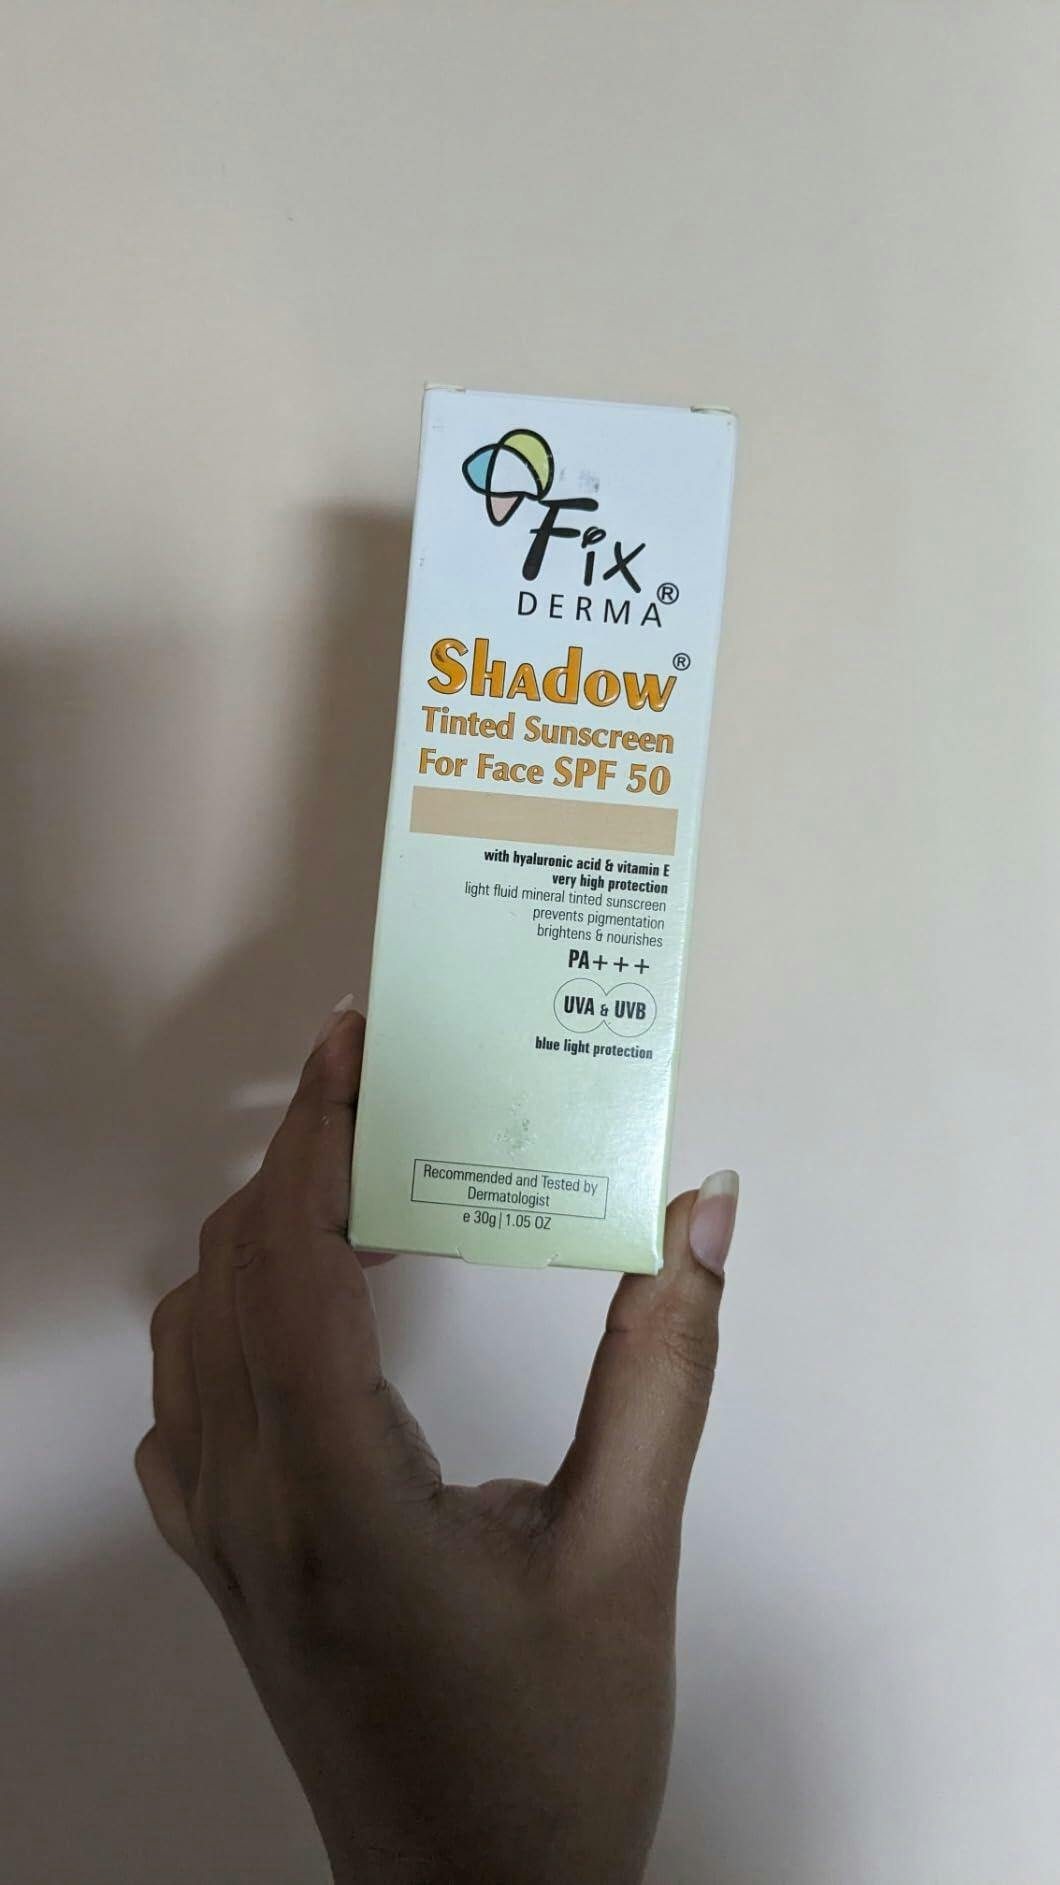 Fix
DERMA®
Shadow®
Tinted Sunscreen
For Face SPF 50
with hyaluronic acid & vitamin E
very high protection
light fluid mineral tinted sunscreen
prevents pigmentation
brightens & nourishes
PA+++
UVA & UVB
blue light protection
Recommended and Tested by
Dermatologist
e 30g | 1.05 OZ